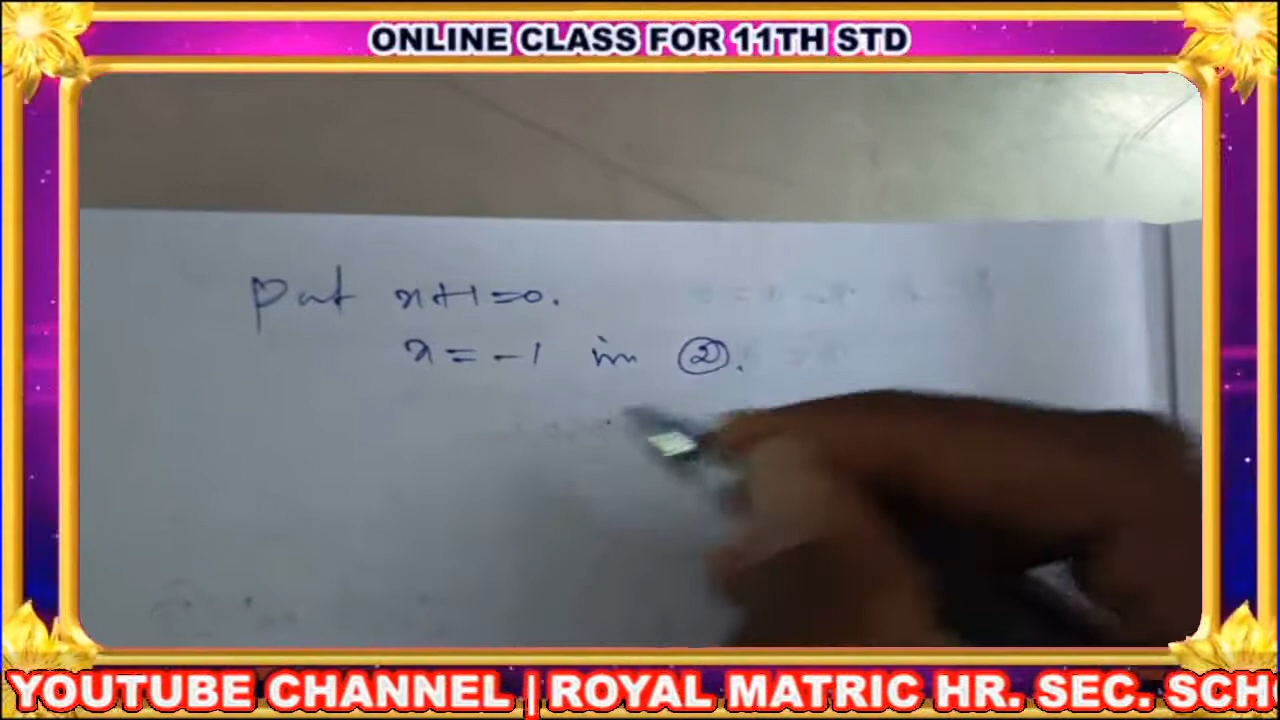 ONLINE CLASS FOR 11TH STD
Put x+1=0.
x=-1 in ②.
YOUTUBE CHANNEL | ROYAL MATRIC HR. SEC. SCH